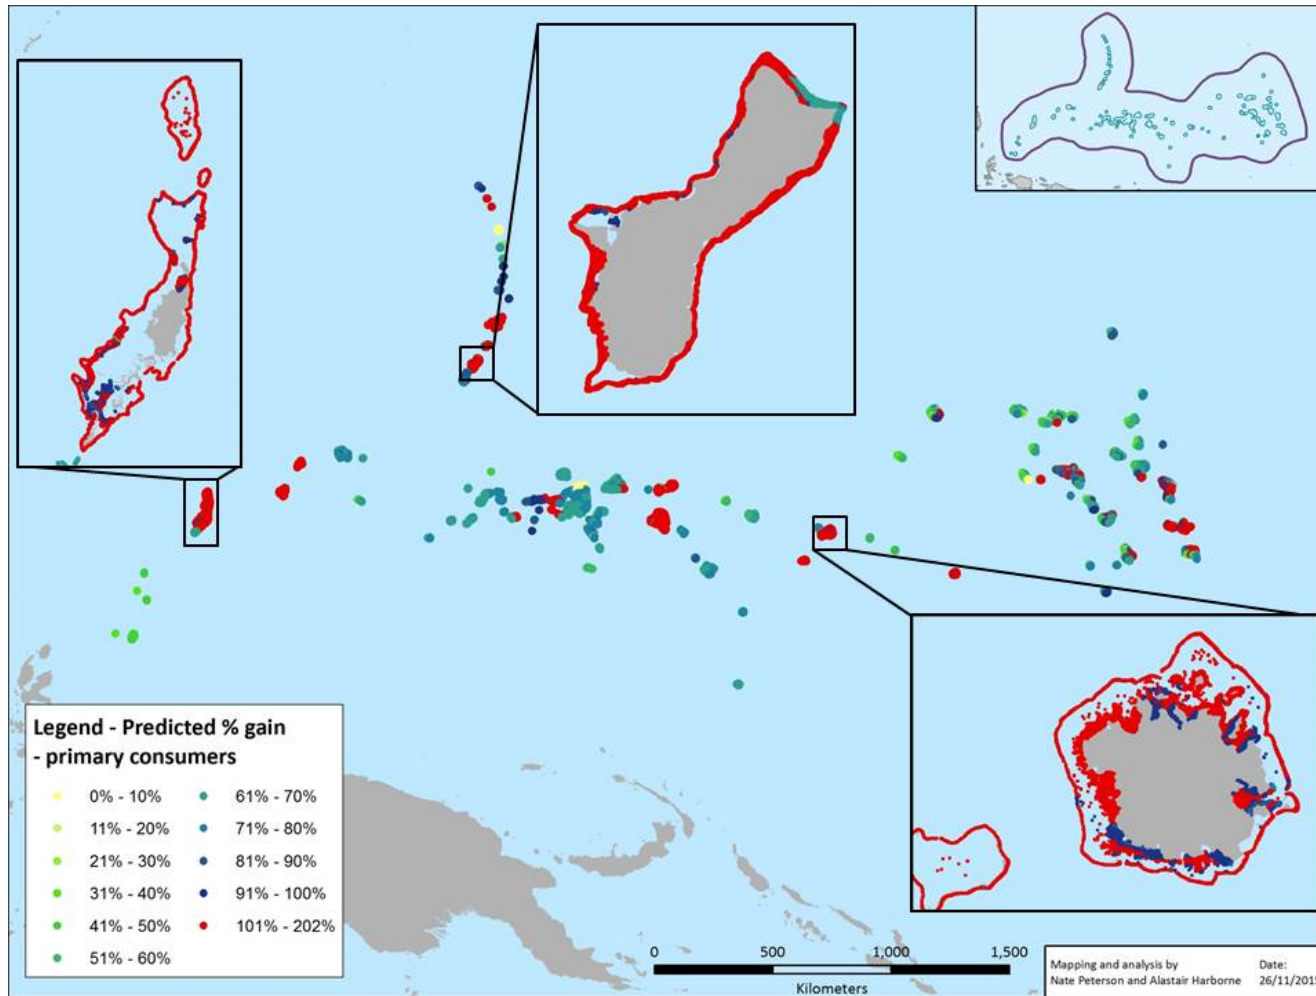 Legend - Predicted % gain
- primary consumers
0% - 10%
11% - 20%
21% - 30%
31% - 40%
41% - 50%
51% - 60%
61% - 70%
71% - 80%
81% - 90%
91% - 100%
101% - 202%
0 500 1,000 1,500
Kilometers
Mapping and analysis by
Nate Peterson and Alastair Harborne
Date:
26/11/201